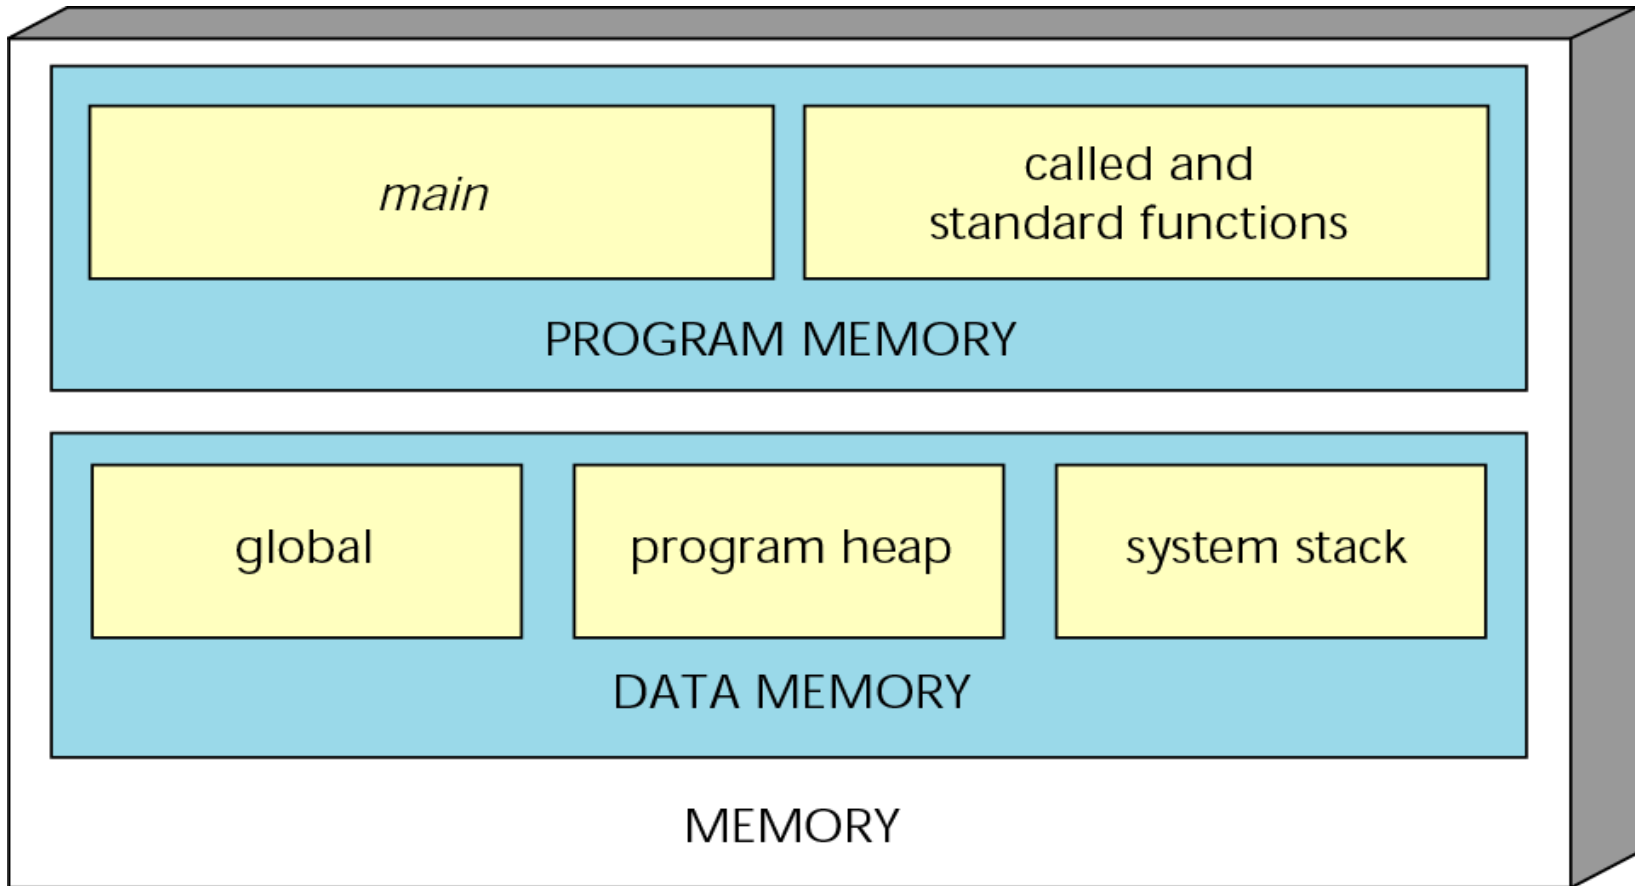 main
called and
standard functions
PROGRAM MEMORY
global
program heap
system stack
DATA MEMORY
MEMORY